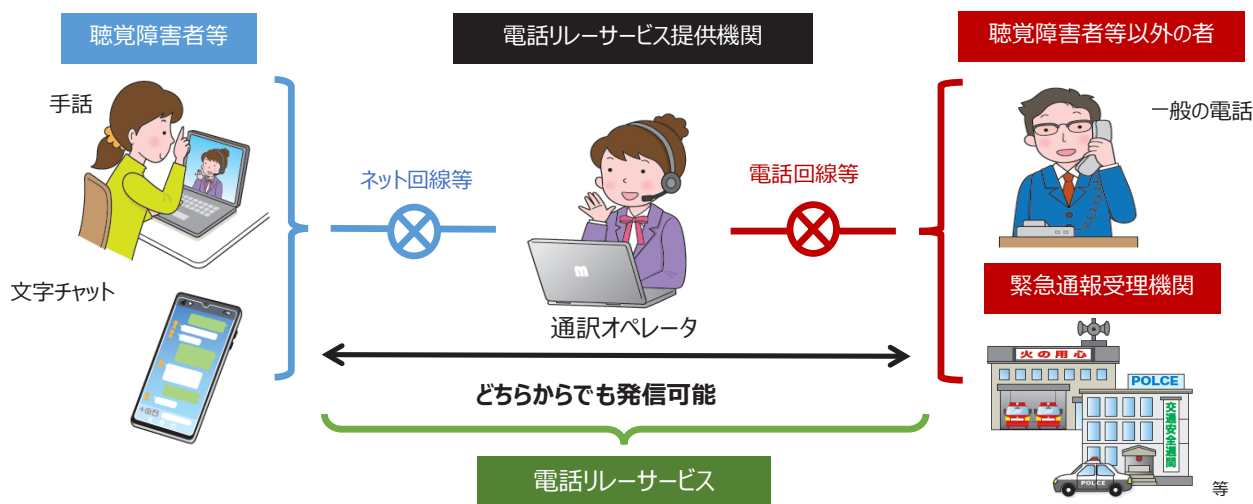 聴覚障害者等
電話リレーサービス提供機関
聴覚障害者等以外の者
手話
一般の電話
ネット回線等
電話回線等
文字チャット
緊急通報受理機関
通訳オペレータ
火の用心
どちらからでも発信可能
POLCE
交通安全週間
電話リレーサービス
POLICE
等